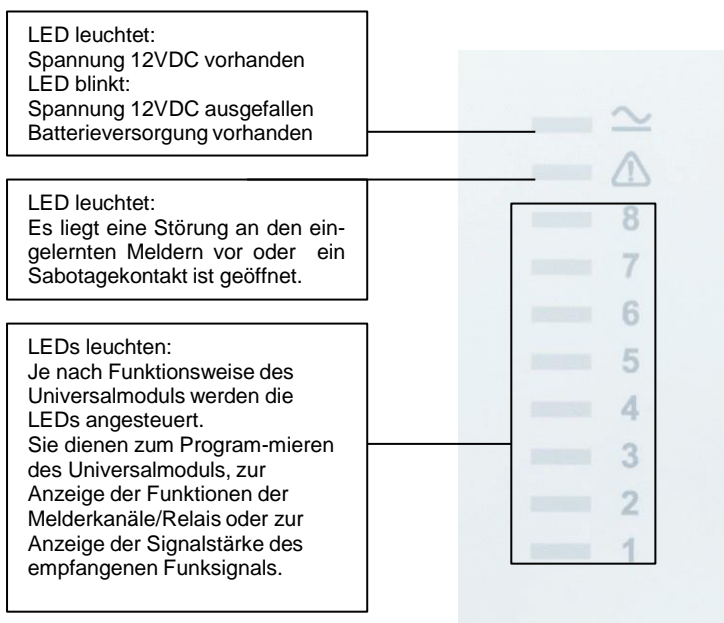 LED leuchtet:
Spannung 12VDC vorhanden
LED blinkt:
Spannung 12VDC ausgefallen
Batterieversorgung vorhanden
LED leuchtet:
Es liegt eine Störung an den ein-
gelernten Meldern vor oder ein
Sabotagekontakt ist geöffnet.
LEDs leuchten:
Je nach Funktionsweise des
Universalmoduls werden die
LEDs angesteuert.
Sie dienen zum Program-mieren
des Universalmoduls, zur
Anzeige der Funktionen der
Melderkanäle/Relais oder zur
Anzeige der Signalstärke des
empfangenen Funksignals.
8
7
6
5
4
3
2
1